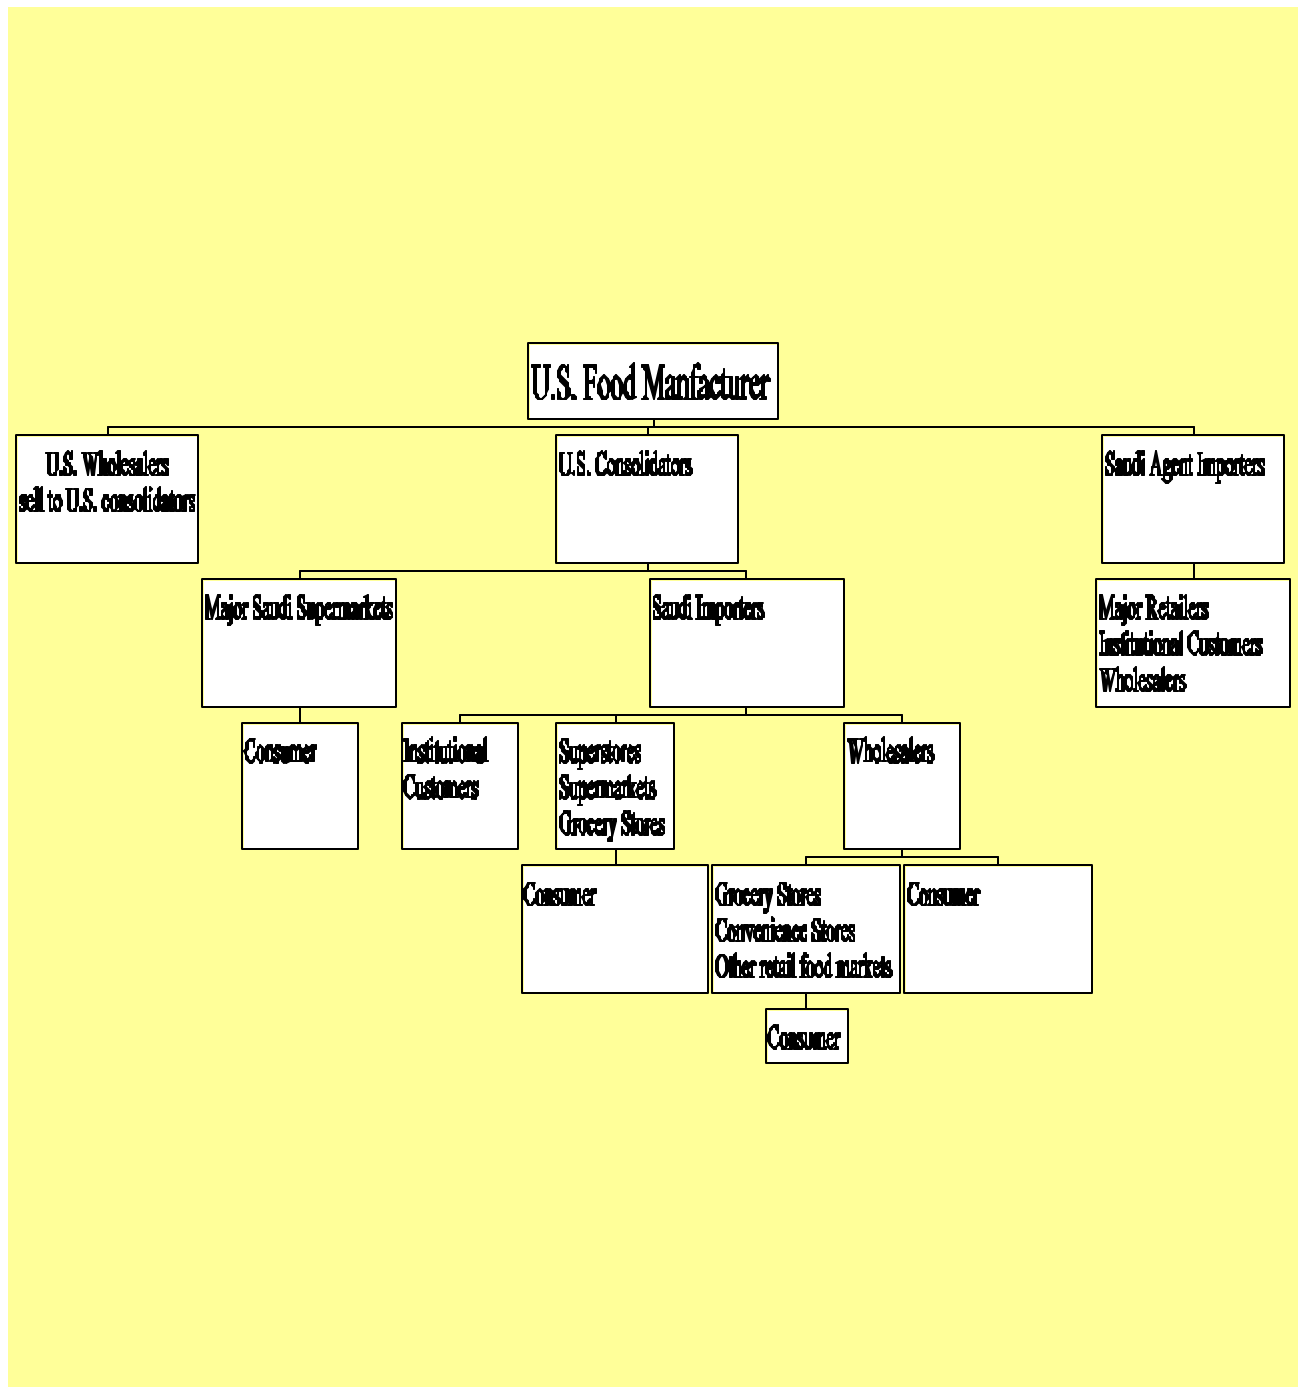 U.S. Food Manfacturer
U.S. Wholesalers
sell to U.S. consolidators
U.S. Consolidators
Saudi Agent Importers
Major Saudi Supermarkets
Saudi Importers
Major Retailers
Institutional Customers
Wholesalers
Consumer
Institutional
Customers
Superstores
Supermarkets
Grocery Stores
Wholesalers
Consumer
Grocery Stores
Convenience Stores
Other retail food markets
Consumer
Consumer